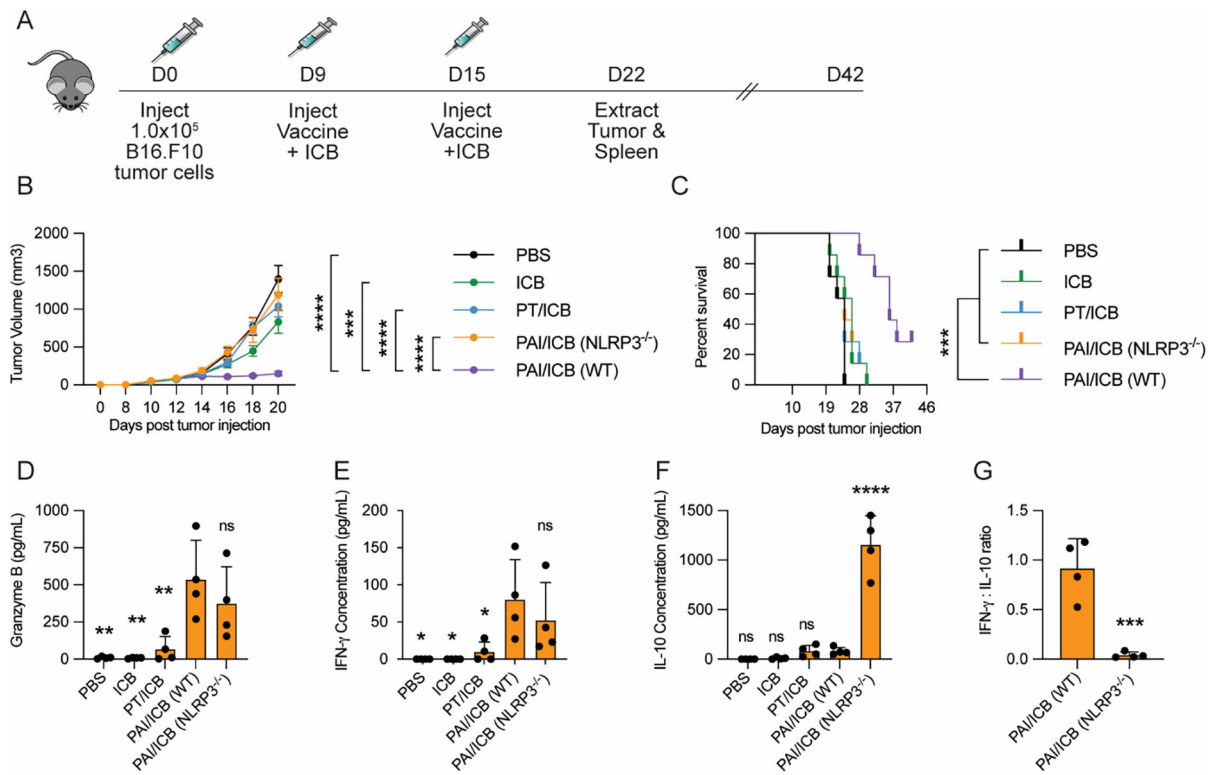 A
D0
D9
D15
D22
D42
Inject
1.0x10⁵
B16.F10
tumor cells
Inject
Vaccine
+ ICB
Inject
Vaccine
+ICB
Extract
Tumor &
Spleen
B
Tumor Volume (mm3)
2000
1500
1000
500
0
0 8 10 12 14 16 18 20
Days post tumor injection
****
***
****
****
PBS
ICB
PT/ICB
PAI/ICB (NLRP3⁻/⁻)
PAI/ICB (WT)
C
Percent survival
100
80
60
40
20
0
10 19 28 37 46
Days post tumor injection
***
PBS
ICB
PT/ICB
PAI/ICB (NLRP3⁻/⁻)
PAI/ICB (WT)
D
Granzyme B (pg/mL)
1000
750
500
250
0
**
**
**
ns
PBS
ICB
PT/ICB
PAI/ICB (WT)
PAI/ICB (NLRP3⁻/⁻)
E
IFN-γ Concentration (pg/mL)
200
150
100
50
0
*
*
*
ns
PBS
ICB
PT/ICB
PAI/ICB (WT)
PAI/ICB (NLRP3⁻/⁻)
F
IL-10 Concentration (pg/mL)
1500
1000
500
0
ns
ns
ns
****
PBS
ICB
PT/ICB
PAI/ICB (WT)
PAI/ICB (NLRP3⁻/⁻)
G
IFN-γ : IL-10 ratio
1.5
1.0
0.5
0.0
***
PAI/ICB (WT)
PAI/ICB (NLRP3⁻/⁻)